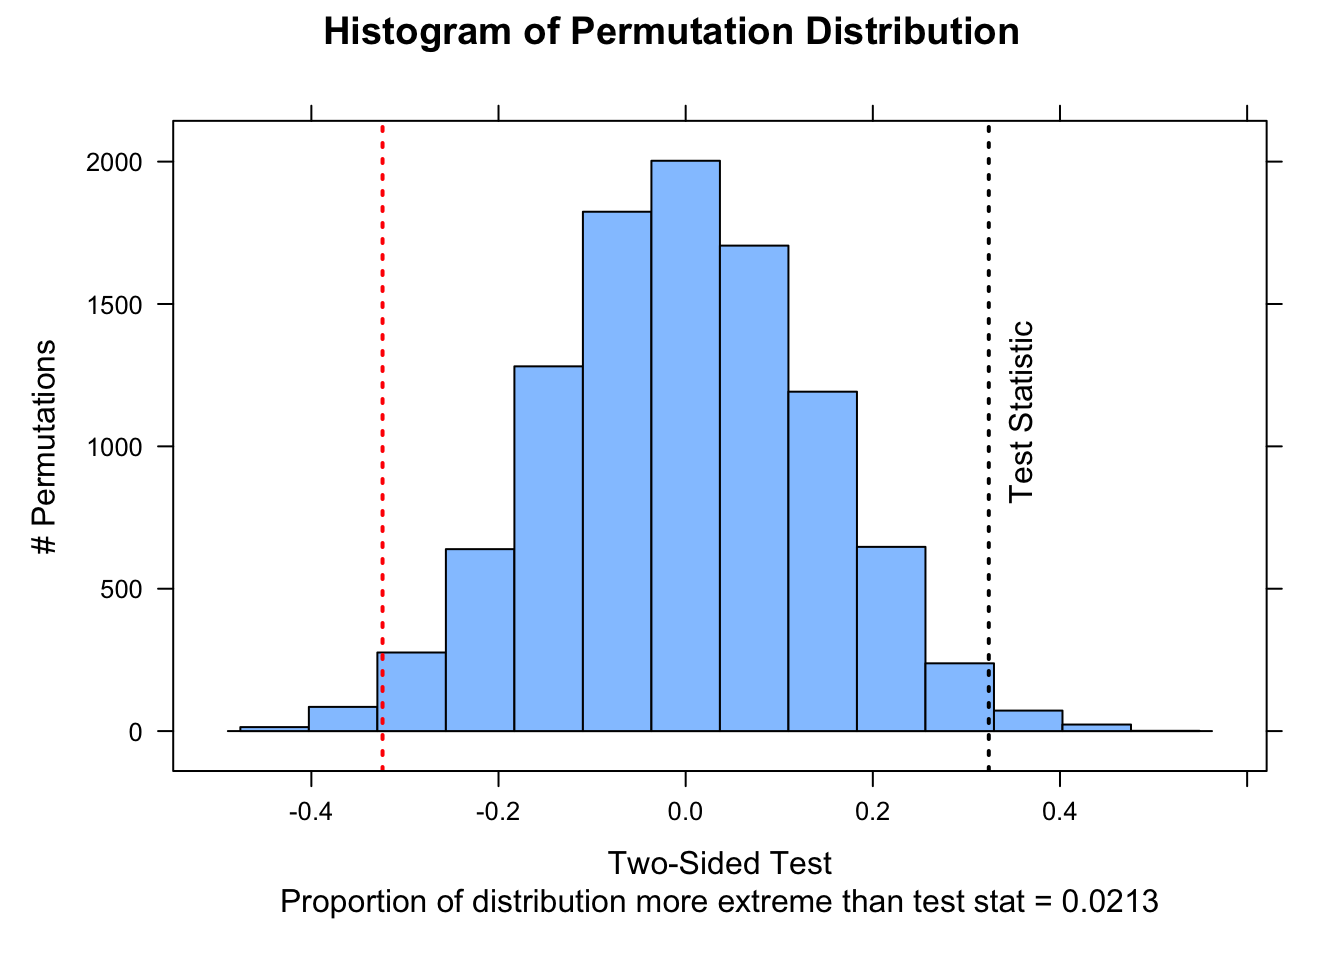 Histogram of Permutation Distribution
2000
1500
1000
500
0
# Permutations
Test Statistic
-0.4
-0.2
0.0
0.2
0.4
Two-Sided Test
Proportion of distribution more extreme than test stat = 0.0213